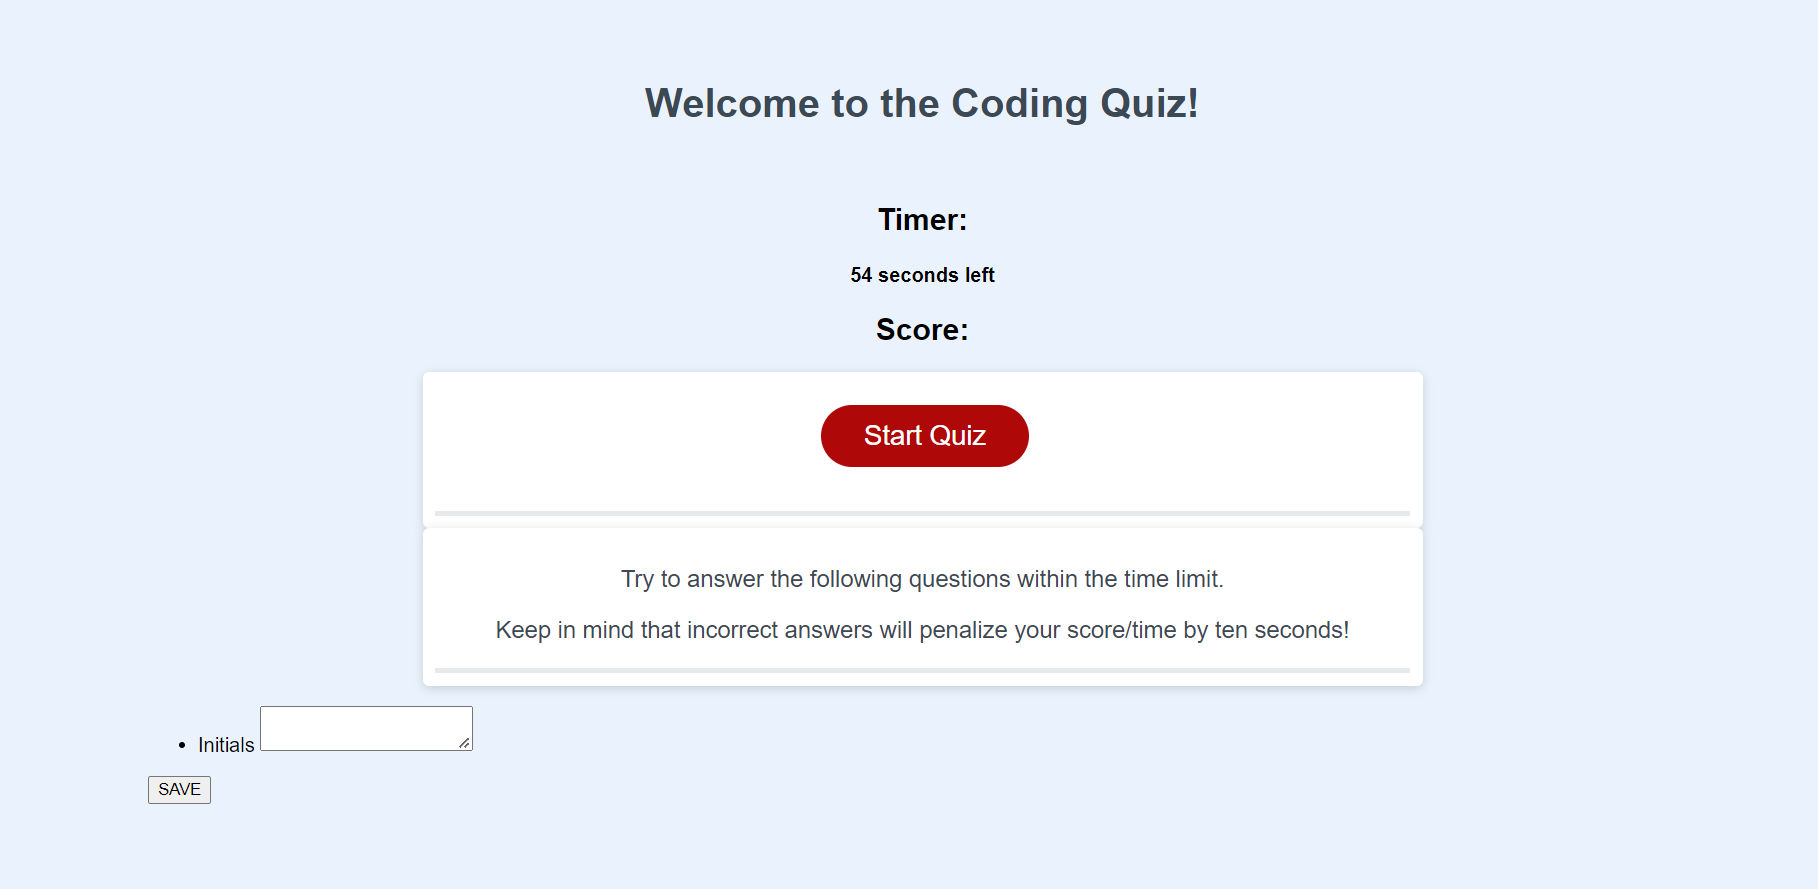 Welcome to the Coding Quiz!
Timer:
54 seconds left
Score:
Start Quiz
Try to answer the following questions within the time limit.
Keep in mind that incorrect answers will penalize your score/time by ten seconds!
Initials
SAVE